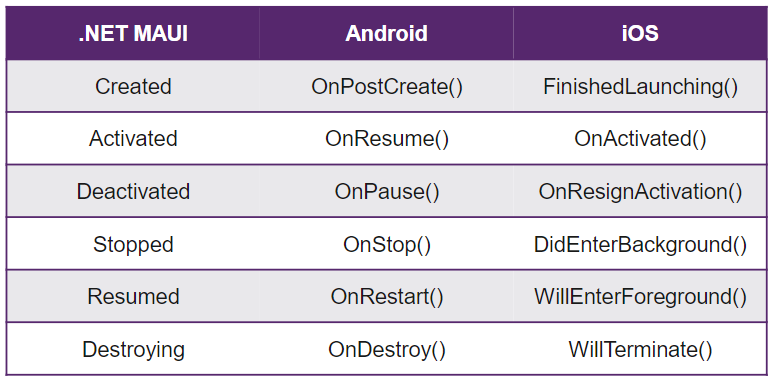 .NET MAUI Android iOS
Created OnPostCreate() FinishedLaunching()
Activated OnResume() OnActivated()
Deactivated OnPause() OnResignActivation()
Stopped OnStop() DidEnterBackground()
Resumed OnRestart() WillEnterForeground()
Destroying OnDestroy() WillTerminate()